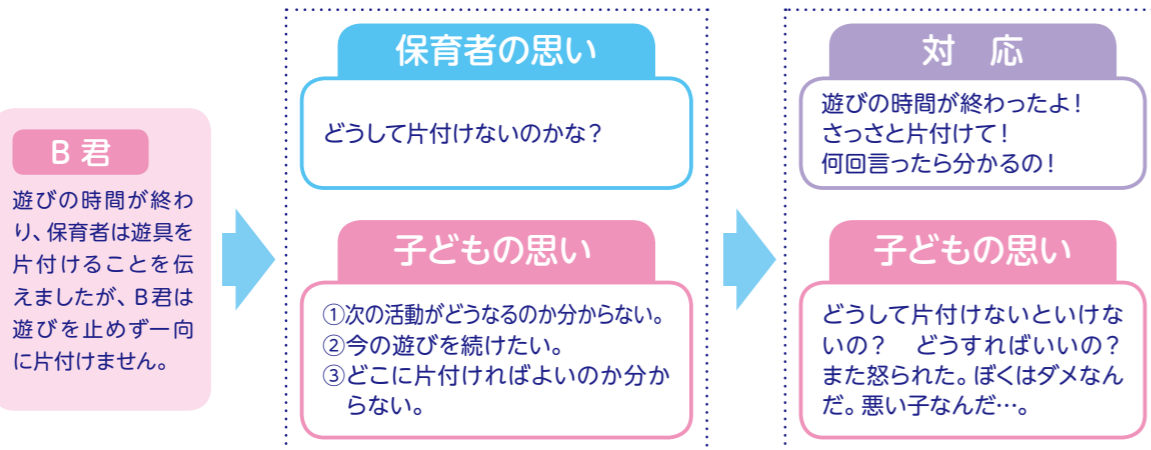 B 君
遊びの時間が終わ
り、保育者は遊具を
片付けることを伝
えましたが、B君は
遊びを止めず一向
に片付けません。
保育者の思い
どうして片付けないのかな？
子どもの思い
①次の活動がどうなるのか分からない。
②今の遊びを続けたい。
③どこに片付ければよいのか分か
らない。
対　応
遊びの時間が終わったよ！
さっさと片付けて！
何回言ったら分かるの！
子どもの思い
どうして片付けないといけな
いの？　どうすればいいの？
また怒られた。ぼくはダメなん
だ。悪い子なんだ…。